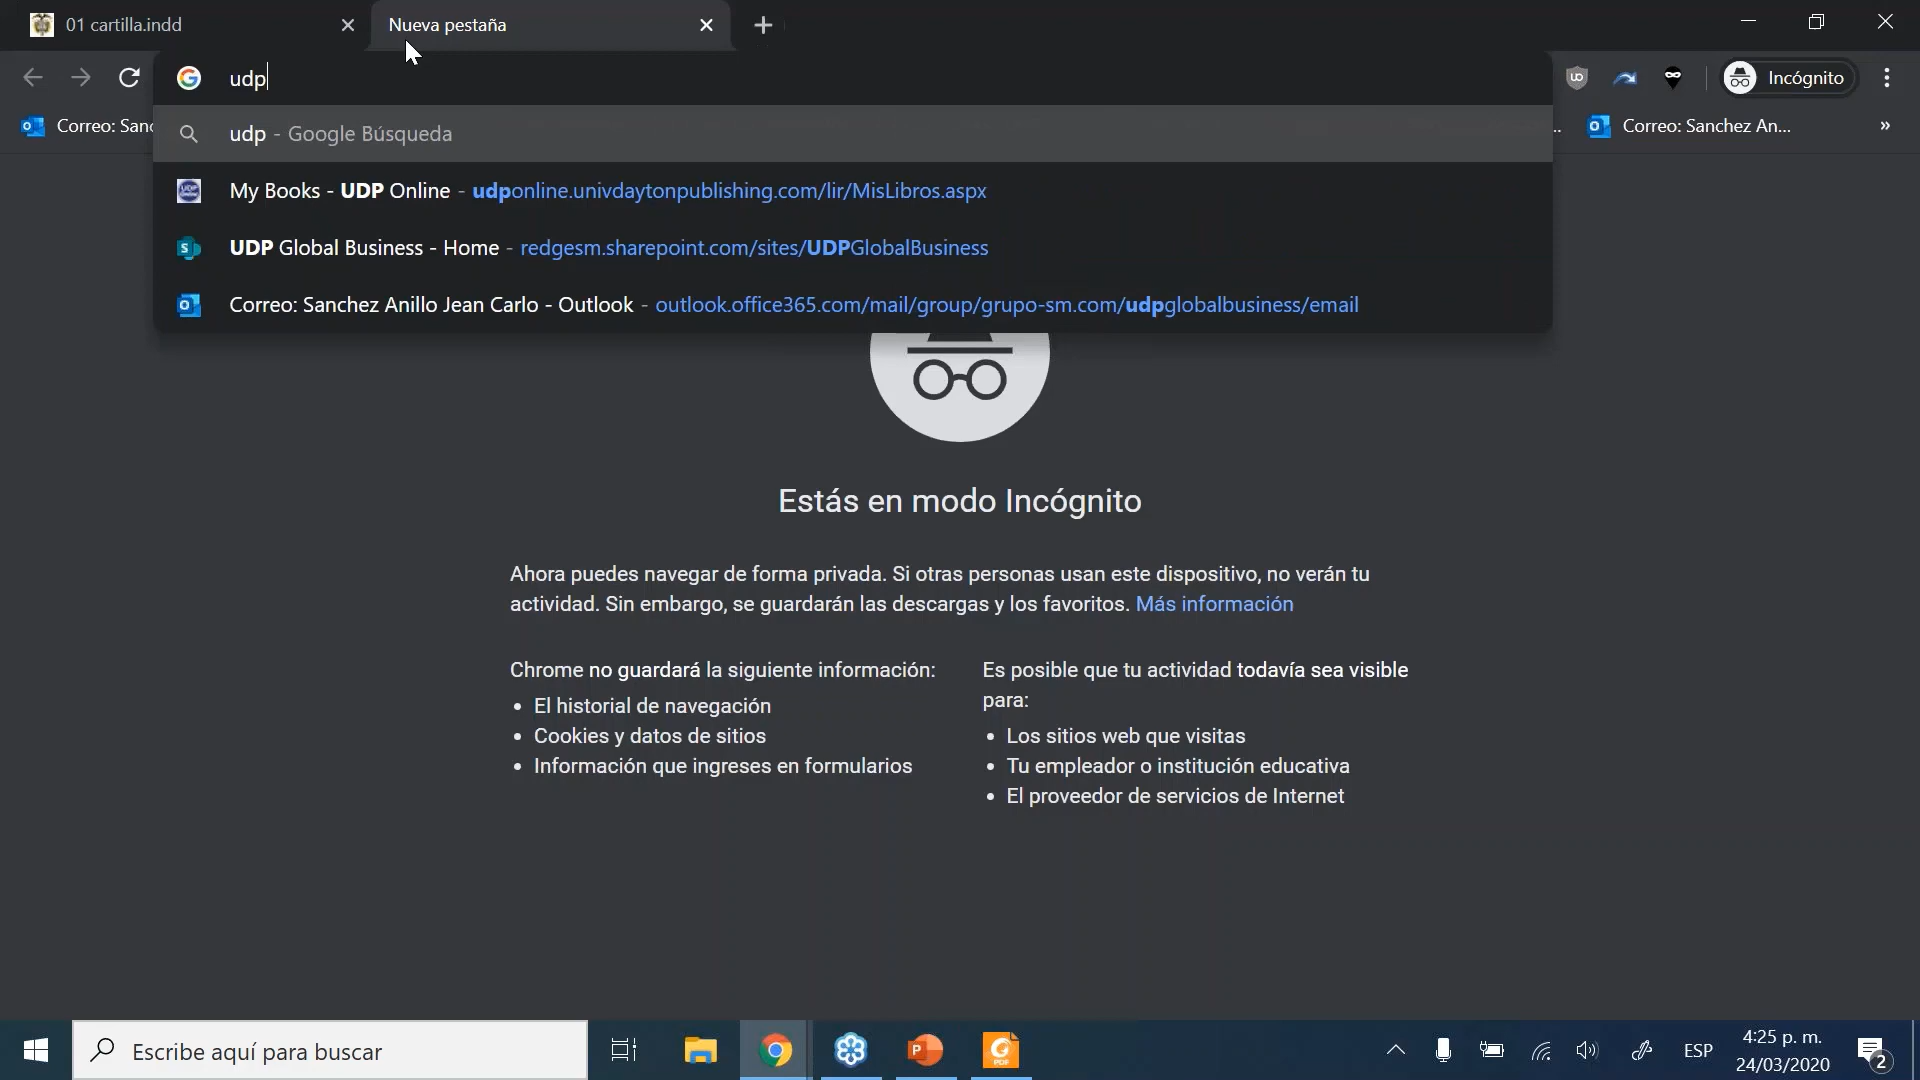 01 cartilla.indd
Nueva pestaña
udp
Incógnito
Correo: Sanc
udp - Google Búsqueda
Correo: Sanchez An...
My Books - UDP Online - udponline.univdaytonpublishing.com/lir/MisLibros.aspx
UDP Global Business - Home - redgesm.sharepoint.com/sites/UDPGlobalBusiness
Correo: Sanchez Anillo Jean Carlo - Outlook - outlook.office365.com/mail/group/grupo-sm.com/udpglobalbusiness/email
Estás en modo Incógnito
Ahora puedes navegar de forma privada. Si otras personas usan este dispositivo, no verán tu
actividad. Sin embargo, se guardarán las descargas y los favoritos. Más información
Chrome no guardará la siguiente información:
• El historial de navegación
• Cookies y datos de sitios
• Información que ingreses en formularios
Es posible que tu actividad todavía sea visible
para:
• Los sitios web que visitas
• Tu empleador o institución educativa
• El proveedor de servicios de Internet
Escribe aquí para buscar
ESP
4:25 p. m.
24/03/2020
2